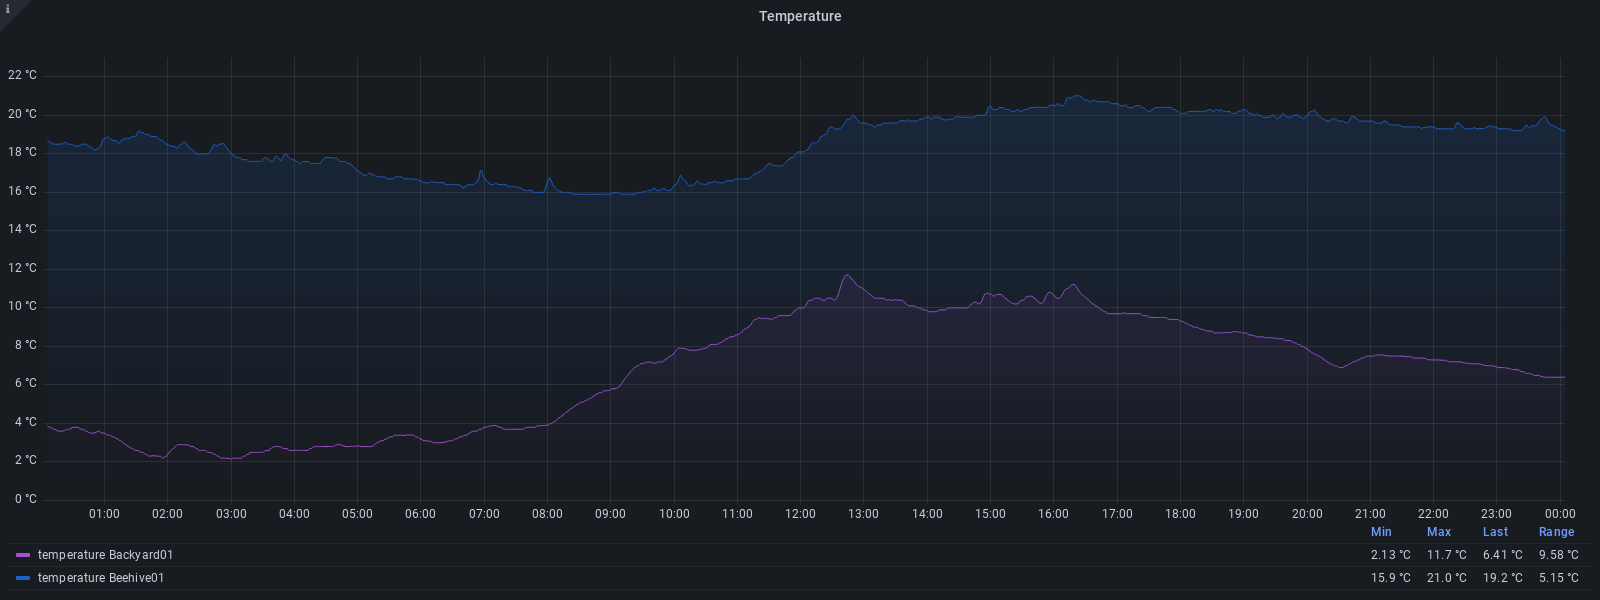 i
Temperature
22 °C
20 °C
18 °C
16 °C
14 °C
12 °C
10 °C
8 °C
6 °C
4 °C
2 °C
0 °C
01:00 02:00 03:00 04:00 05:00 06:00 07:00 08:00 09:00 10:00 11:00 12:00 13:00 14:00 15:00 16:00 17:00 18:00 19:00 20:00 21:00 22:00 23:00 00:00
Min Max Last Range
temperature Backyard01 2.13 °C 11.7 °C 6.41 °C 9.58 °C
temperature Beehive01 15.9 °C 21.0 °C 19.2 °C 5.15 °C